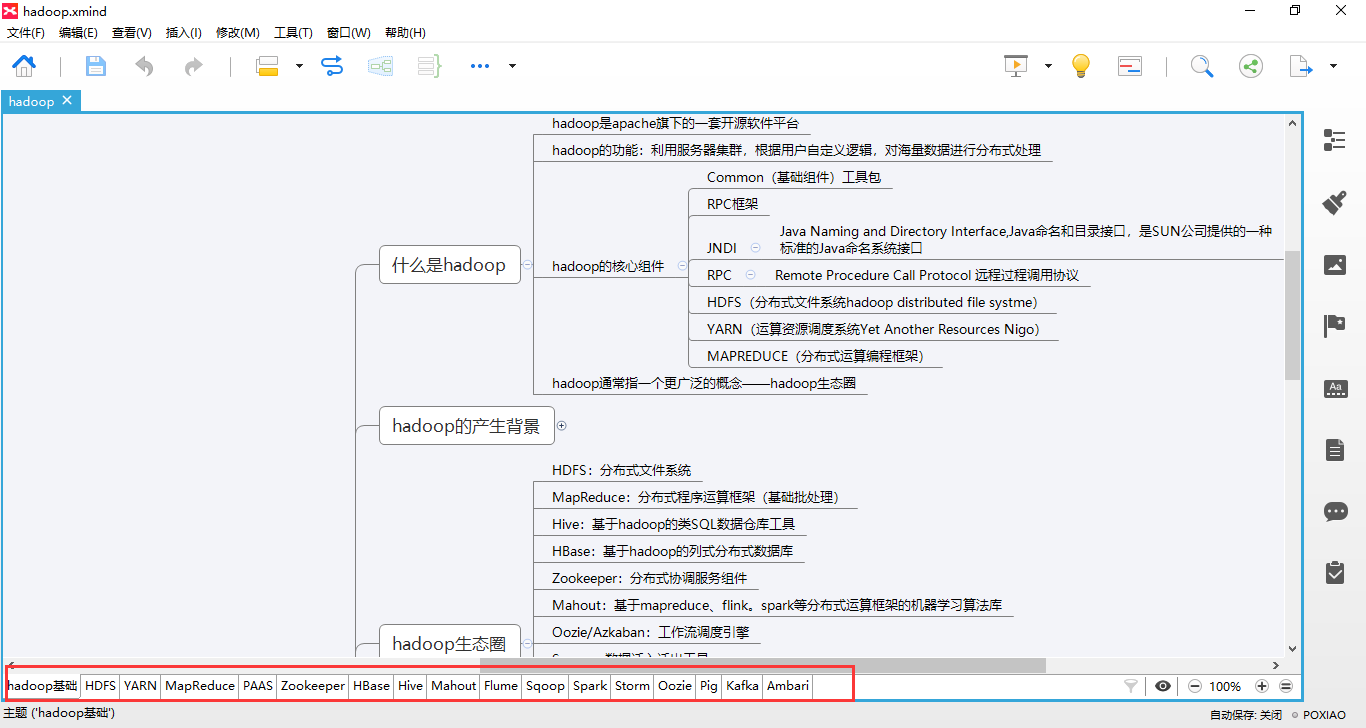 hadoop.xmind
文件(F) 编辑(E) 查看(V) 插入(I) 修改(M) 工具(T) 窗口(W) 帮助(H)
hadoop
hadoop是apache旗下的一套开源软件平台
hadoop的功能：利用服务器集群，根据用户自定义逻辑，对海量数据进行分布式处理
Common（基础组件）工具包
RPC框架
Java Naming and Directory Interface,Java命名和目录接口，是SUN公司提供的一种
JNDI
标准的Java命名系统接口
什么是hadoop
hadoop的核心组件
RPC
Remote Procedure Call Protocol 远程过程调用协议
HDFS（分布式文件系统hadoop distributed file systme）
YARN（运算资源调度系统Yet Another Resources Nigo）
MAPREDUCE（分布式运算编程框架）
hadoop通常指一个更广泛的概念——hadoop生态圈
hadoop的产生背景
HDFS：分布式文件系统
MapReduce：分布式程序运算框架（基础批处理）
Hive：基于hadoop的类SQL数据仓库工具
HBase：基于hadoop的列式分布式数据库
Zookeeper：分布式协调服务组件
Mahout：基于mapreduce、flink。spark等分布式运算框架的机器学习算法库
Oozie/Azkaban：工作流调度引擎
hadoop生态圈
Aa
hadoop基础 HDFS YARN MapReduce PAAS Zookeeper HBase Hive Mahout Flume Sqoop Spark Storm Oozie Pig Kafka Ambari
100%
主题 ('hadoop基础')
自动保存: 关闭 POXIAO